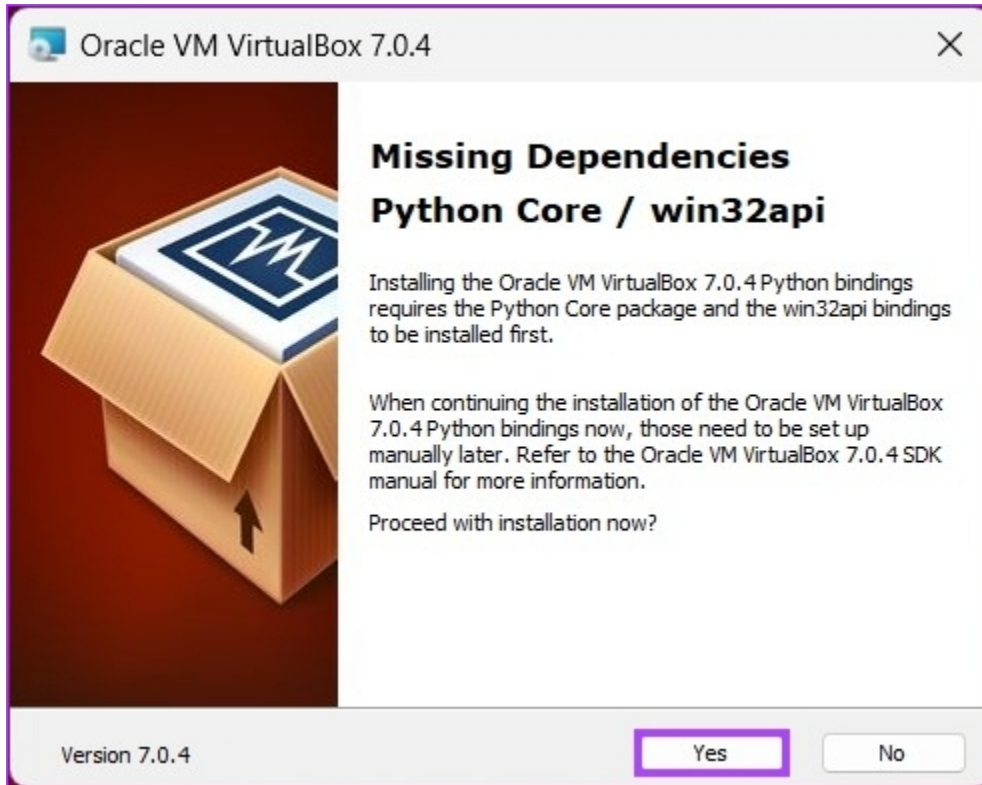 Oracle VM VirtualBox 7.0.4
Missing Dependencies
Python Core / win32api
Installing the Oracle VM VirtualBox 7.0.4 Python bindings
requires the Python Core package and the win32api bindings
to be installed first.
When continuing the installation of the Oracle VM VirtualBox
7.0.4 Python bindings now, those need to be set up
manually later. Refer to the Oracle VM VirtualBox 7.0.4 SDK
manual for more information.
Proceed with installation now?
Version 7.0.4
Yes
No